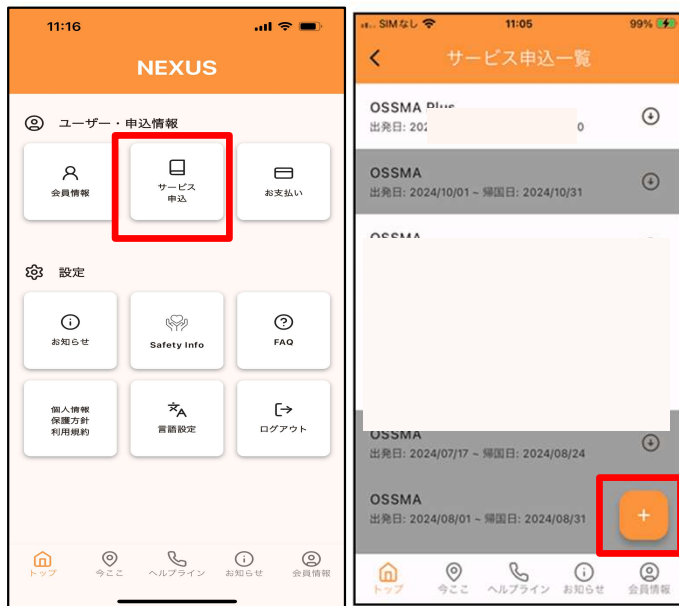 11:16
NEXUS
ユーザー・申込情報
会員情報
サービス
申込
お支払い
設定
お知らせ
Safety Info
FAQ
個人情報
保護方針
利用規約
言語設定
ログアウト
トップ
今ここ
ヘルプライン
お知らせ
会員情報
SIMなし
11:05
99%
サービス申込一覧
OSSMA Plus
出発日: 202
0
OSSMA
出発日: 2024/10/01 ~ 帰国日: 2024/10/31
OSSMA
OSSMA
出発日: 2024/07/17 ~ 帰国日: 2024/08/24
OSSMA
出発日: 2024/08/01 ~ 帰国日: 2024/08/31
+
トップ
今ここ
ヘルプライン
お知らせ
会員情報